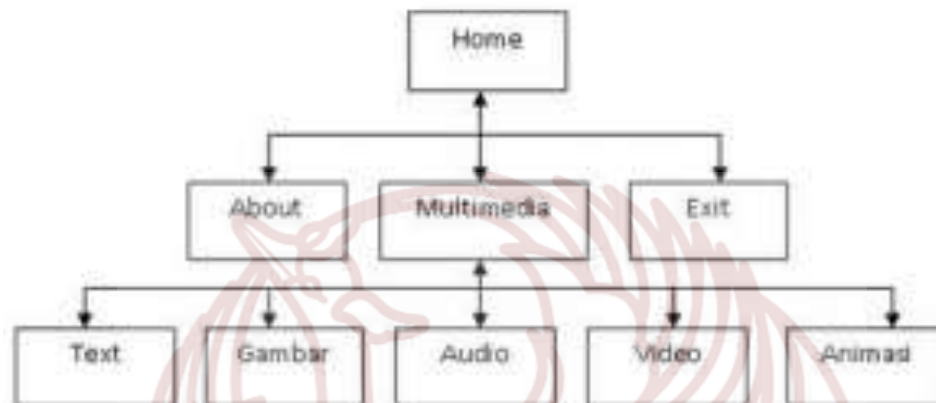 Home
About
Multimedia
Exit
Text
Gambar
Audio
Video
Animasi